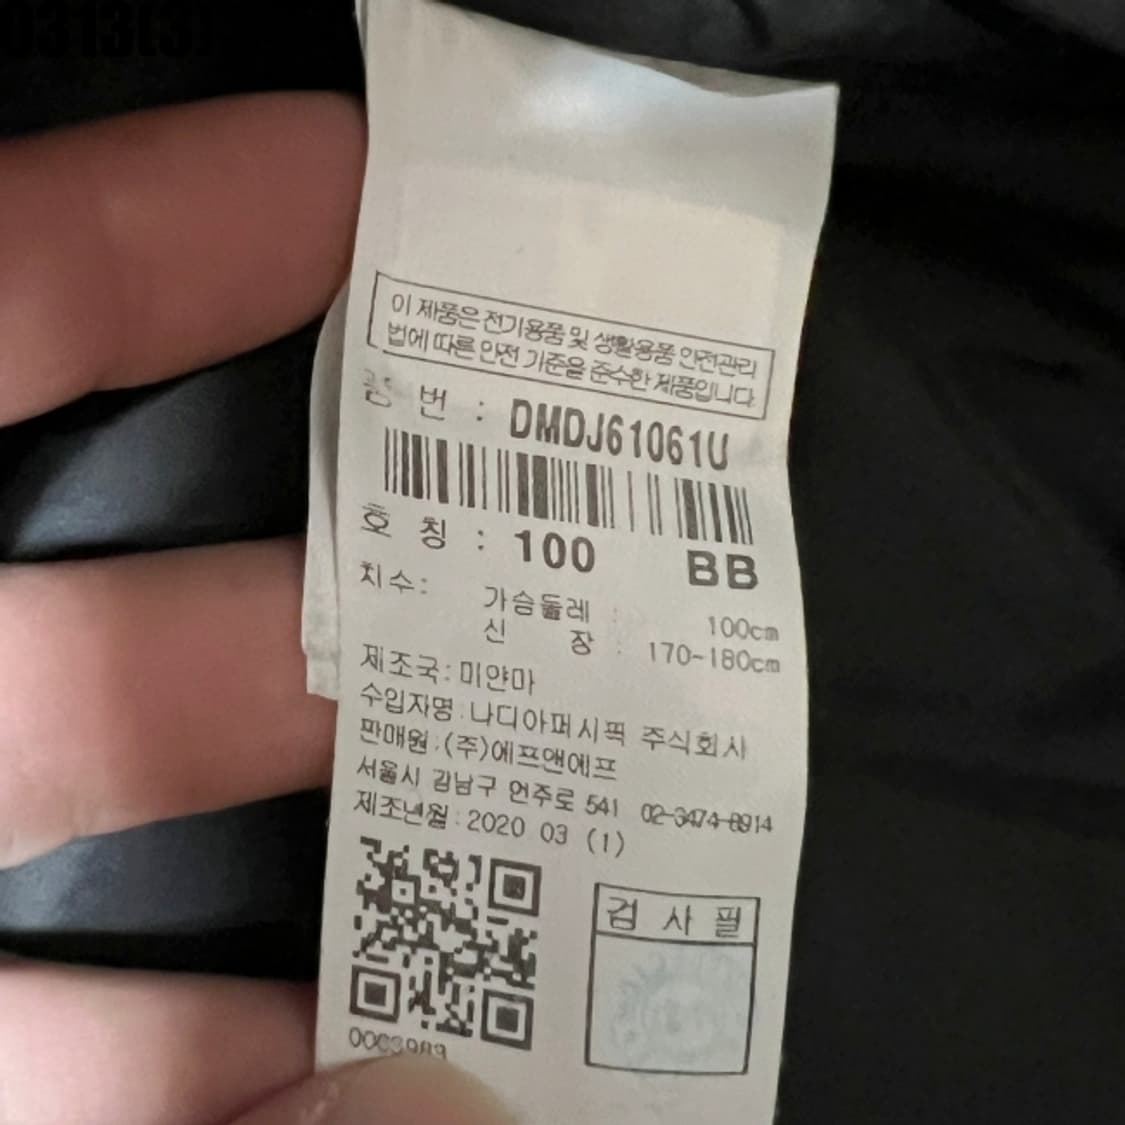 0313(3)
이 제품은 전기용품 및 생활용품 안전관리
법에 따른 안전 기준을 준수한 제품입니다.
품 번 : DMDJ61061U
호 칭 : 100 BB
치수: 가슴둘레 : 100cm
신 장 : 170-180cm
제조국: 미얀마
수입자명 : 나디아퍼시픽 주식회사
판매원 : (주)에프앤에프
서울시 강남구 언주로 541 02-3474-8914
제조년월 : 2020 03 (1)
검 사 필